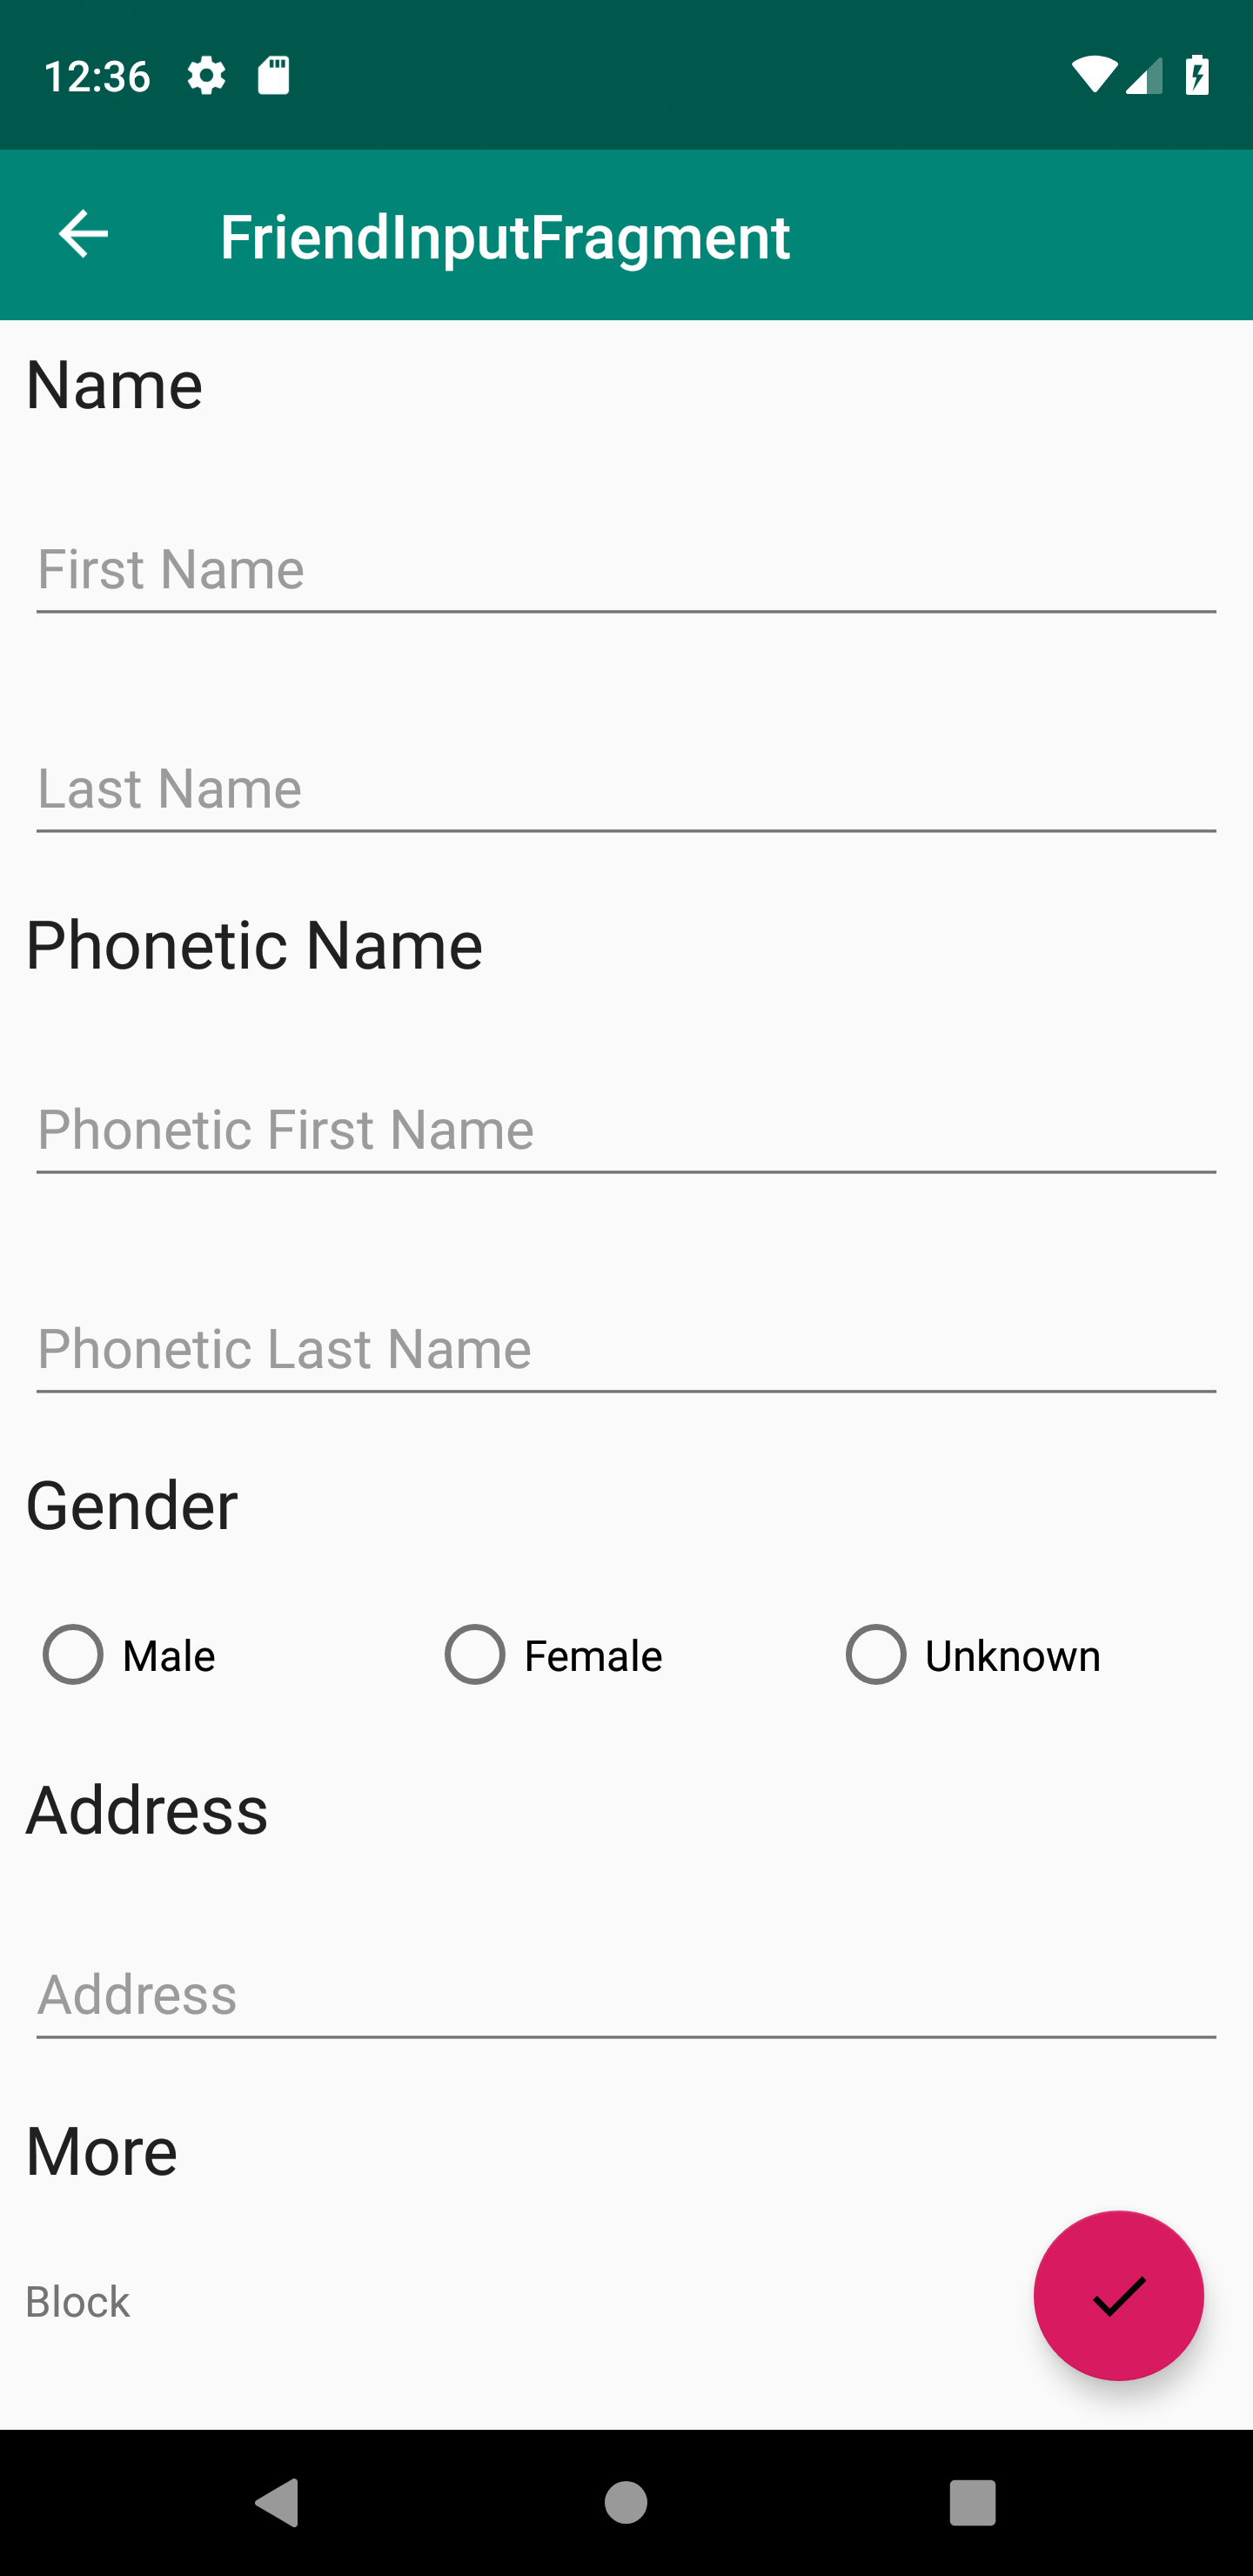 12:36
FriendInputFragment
Name
First Name
Last Name
Phonetic Name
Phonetic First Name
Phonetic Last Name
Gender
Male Female Unknown
Address
Address
More
Block